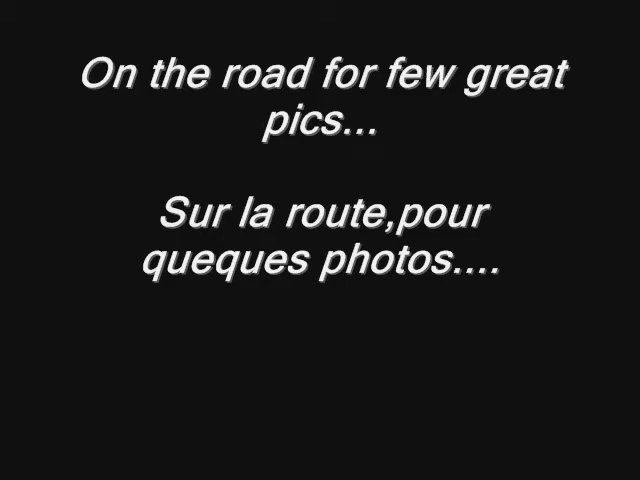 On the road for few great
pics...
Sur la route,pour
queques photos....